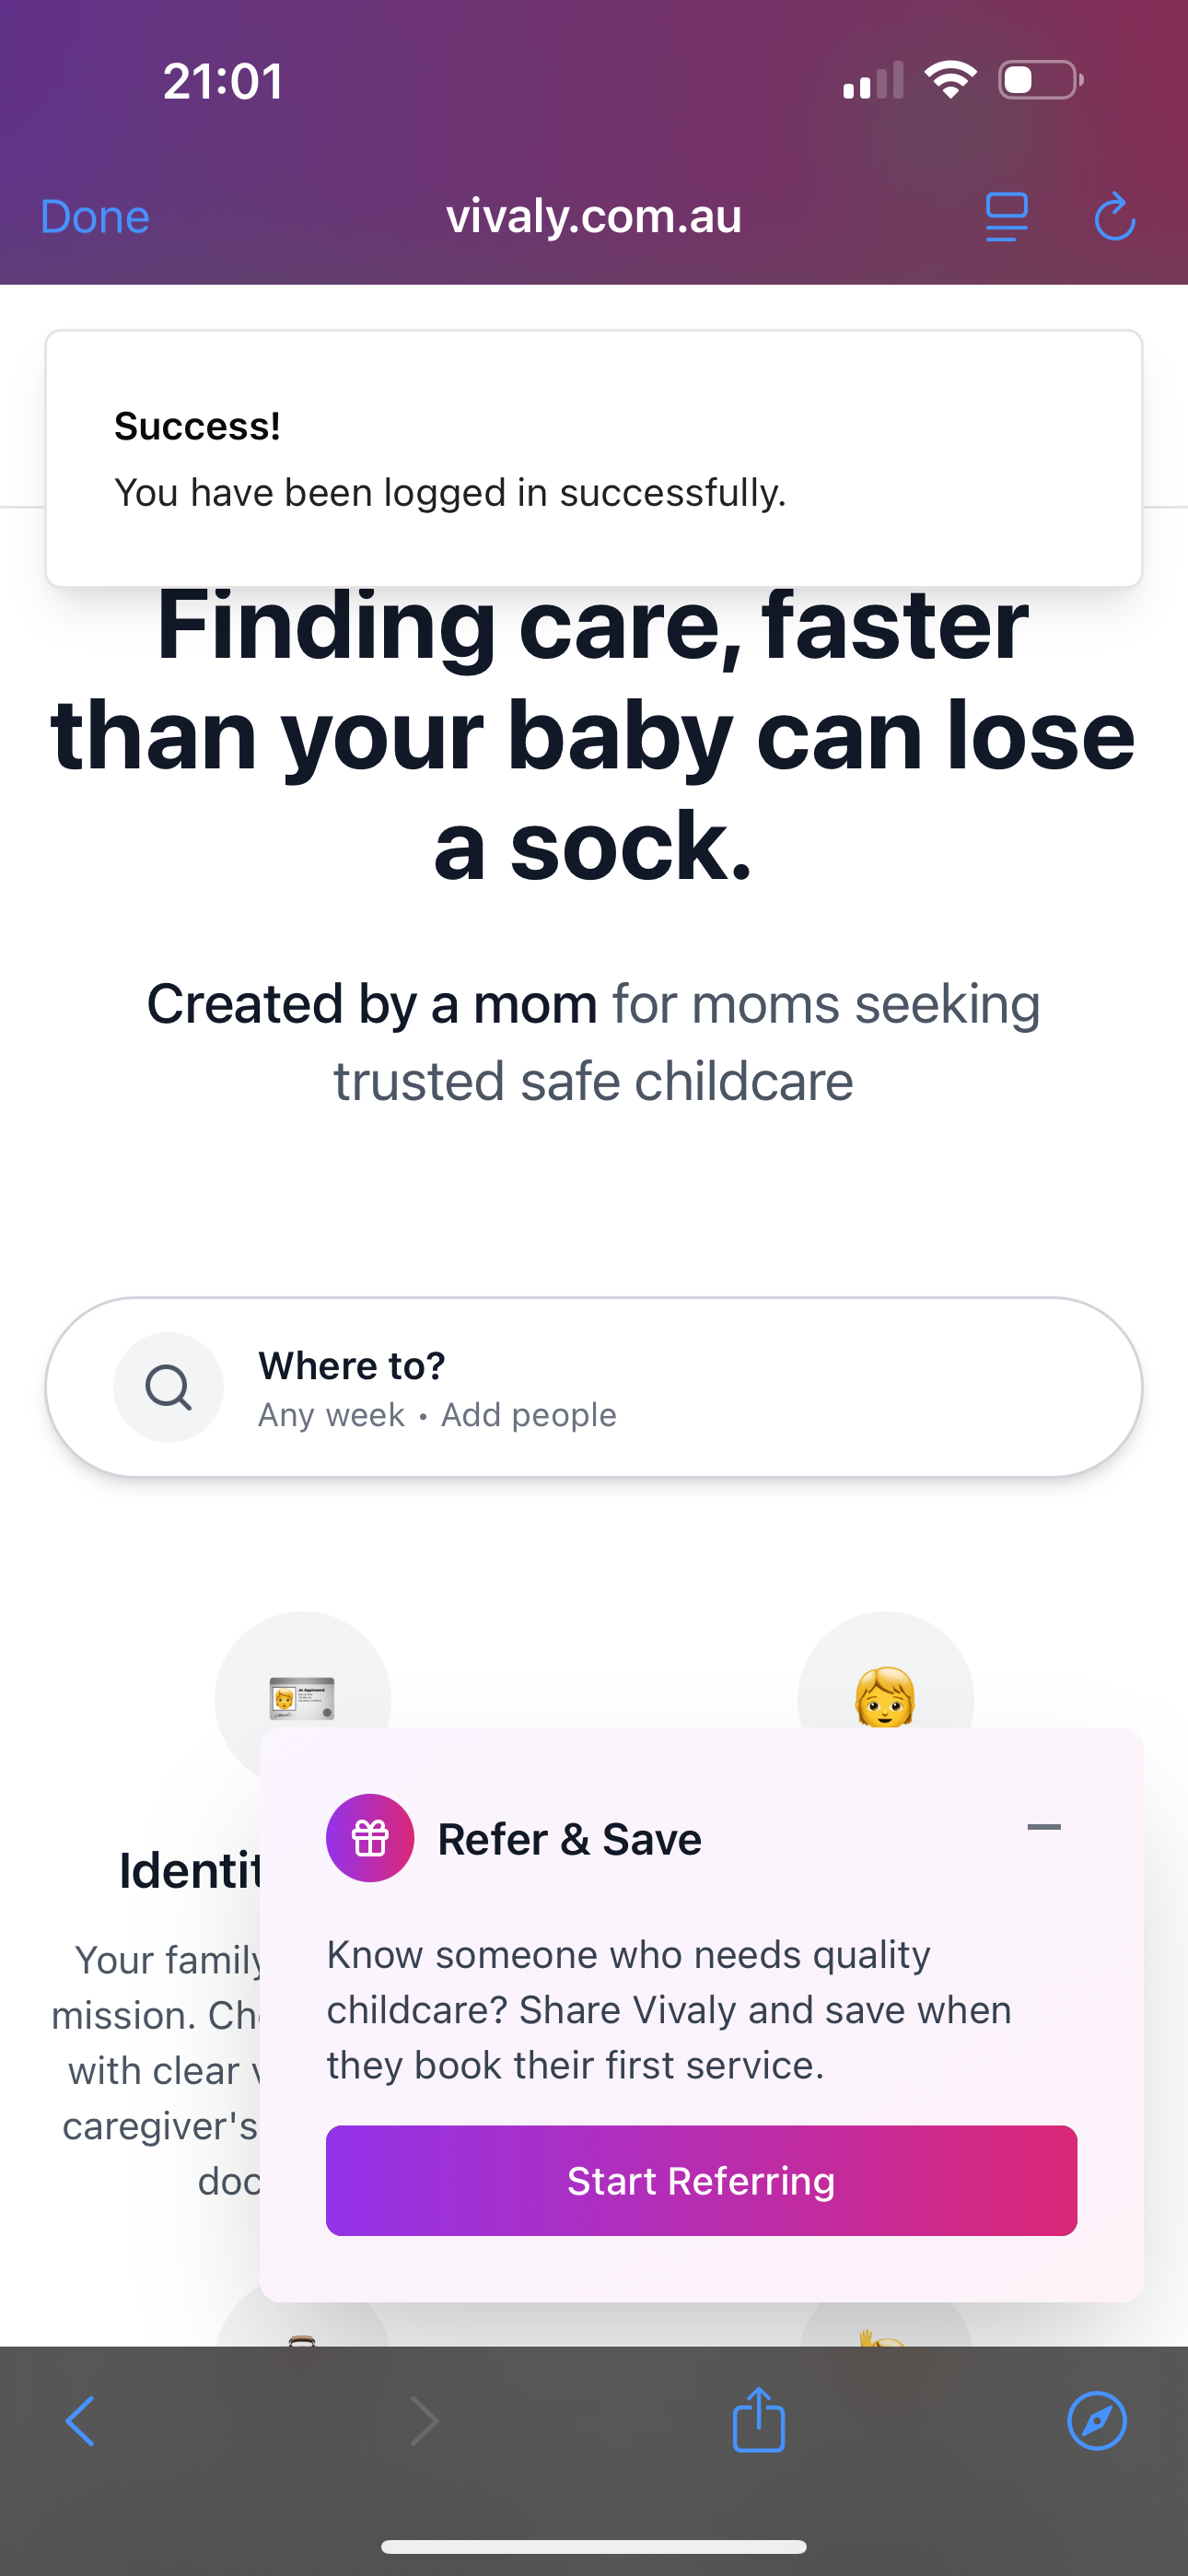 21:01
Done
vivaly.com.au
Success!
You have been logged in successfully.
Finding care, faster
than your baby can lose
a sock.
Created by a mom for moms seeking
trusted safe childcare
Where to?
Any week • Add people
Refer & Save
Know someone who needs quality
childcare? Share Vivaly and save when
they book their first service.
Start Referring
Identit
Your family
mission. Ch
with clear
caregiver's
doc